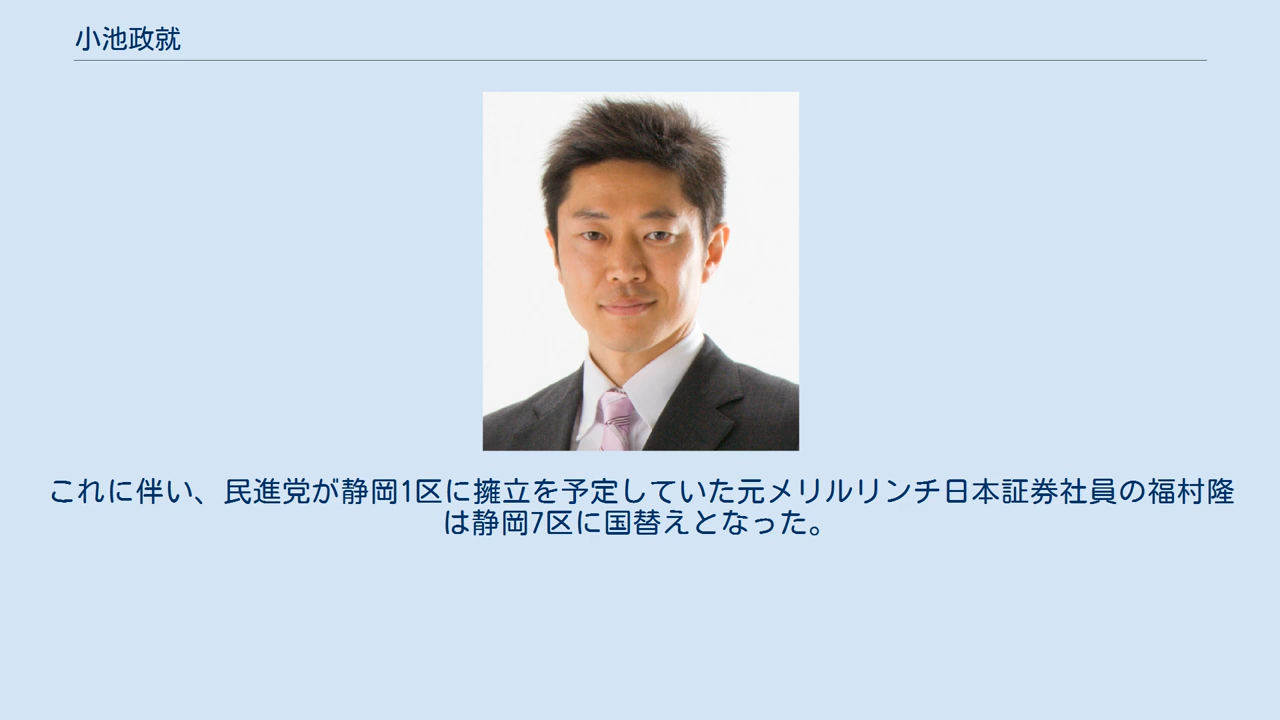 小池政就
これに伴い、民進党が静岡1区に擁立を予定していた元メリルリンチ日本証券社員の福村隆
は静岡7区に国替えとなった。